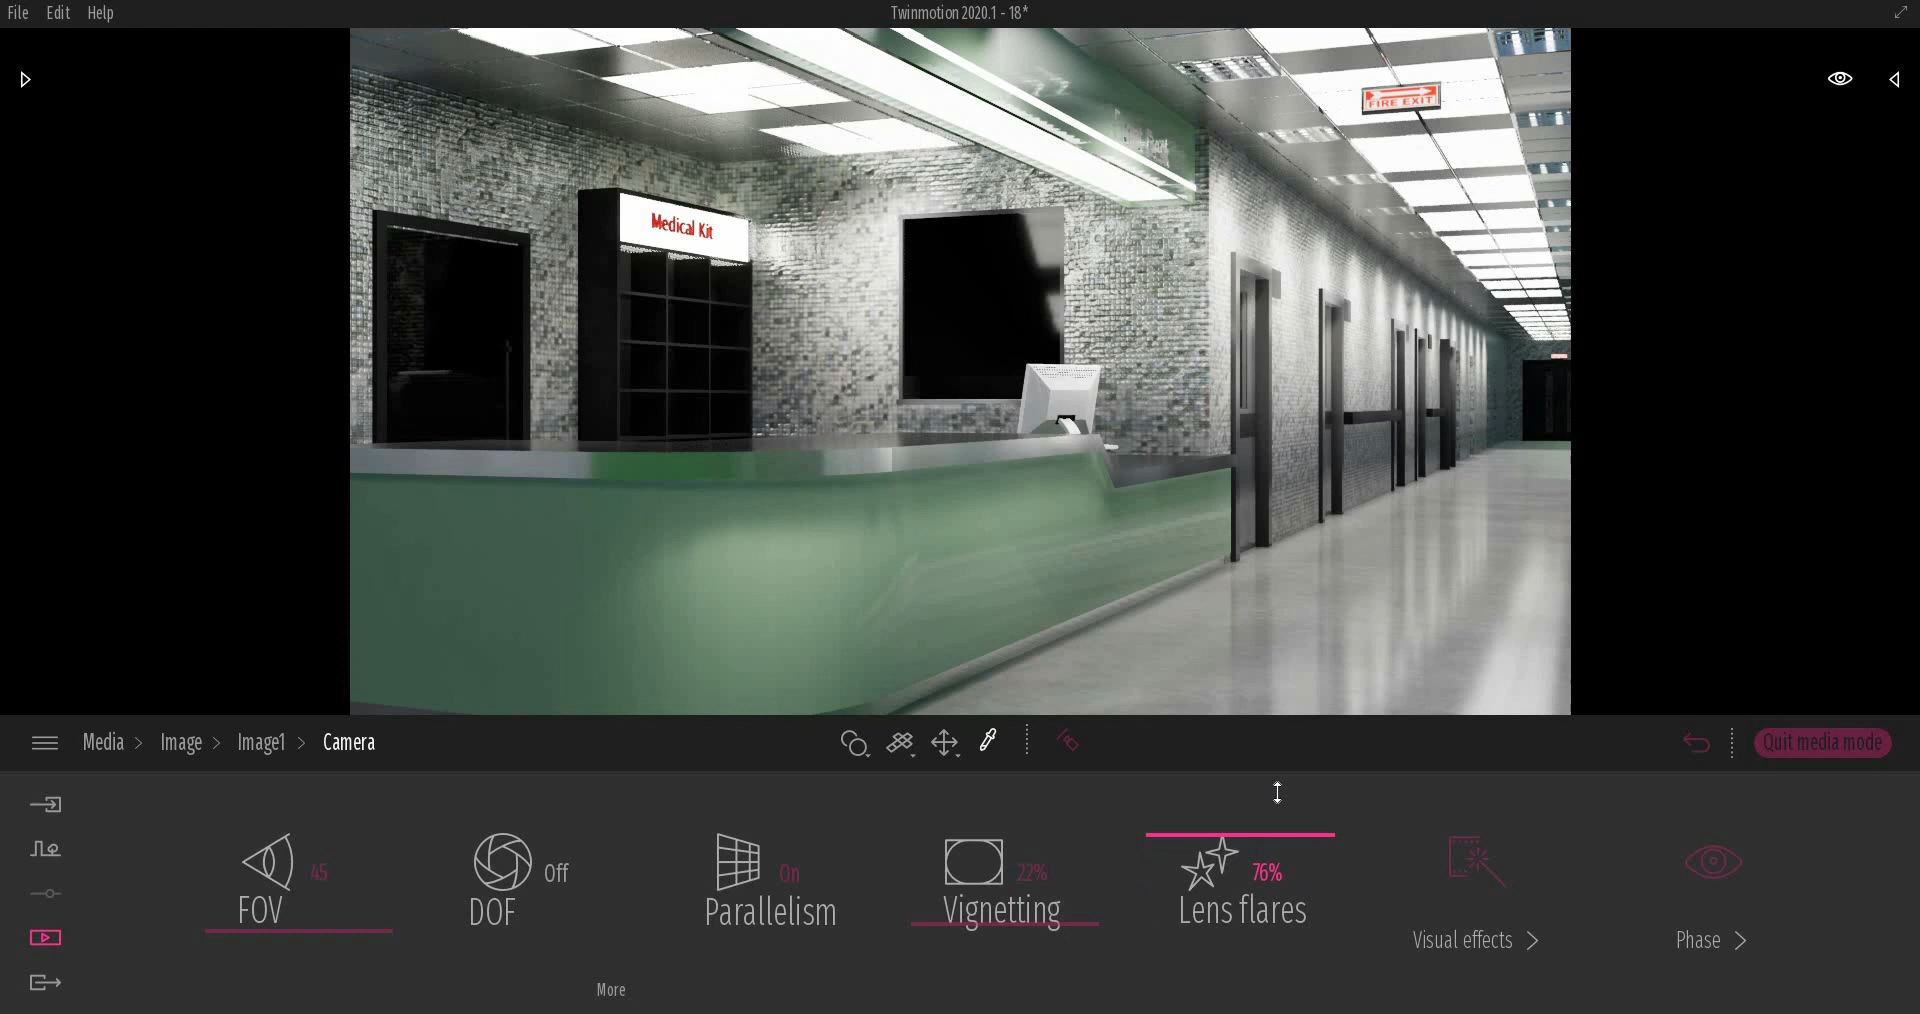 File Edit Help
Twinmotion 2020.1 - 18*
FIRE EXIT
Medical Kit
Media Image Image1 Camera
Quit media mode
45
Off
On
22%
76%
FOV
DOF
Parallelism
Vignetting
Lens flares
Visual effects
Phase
More